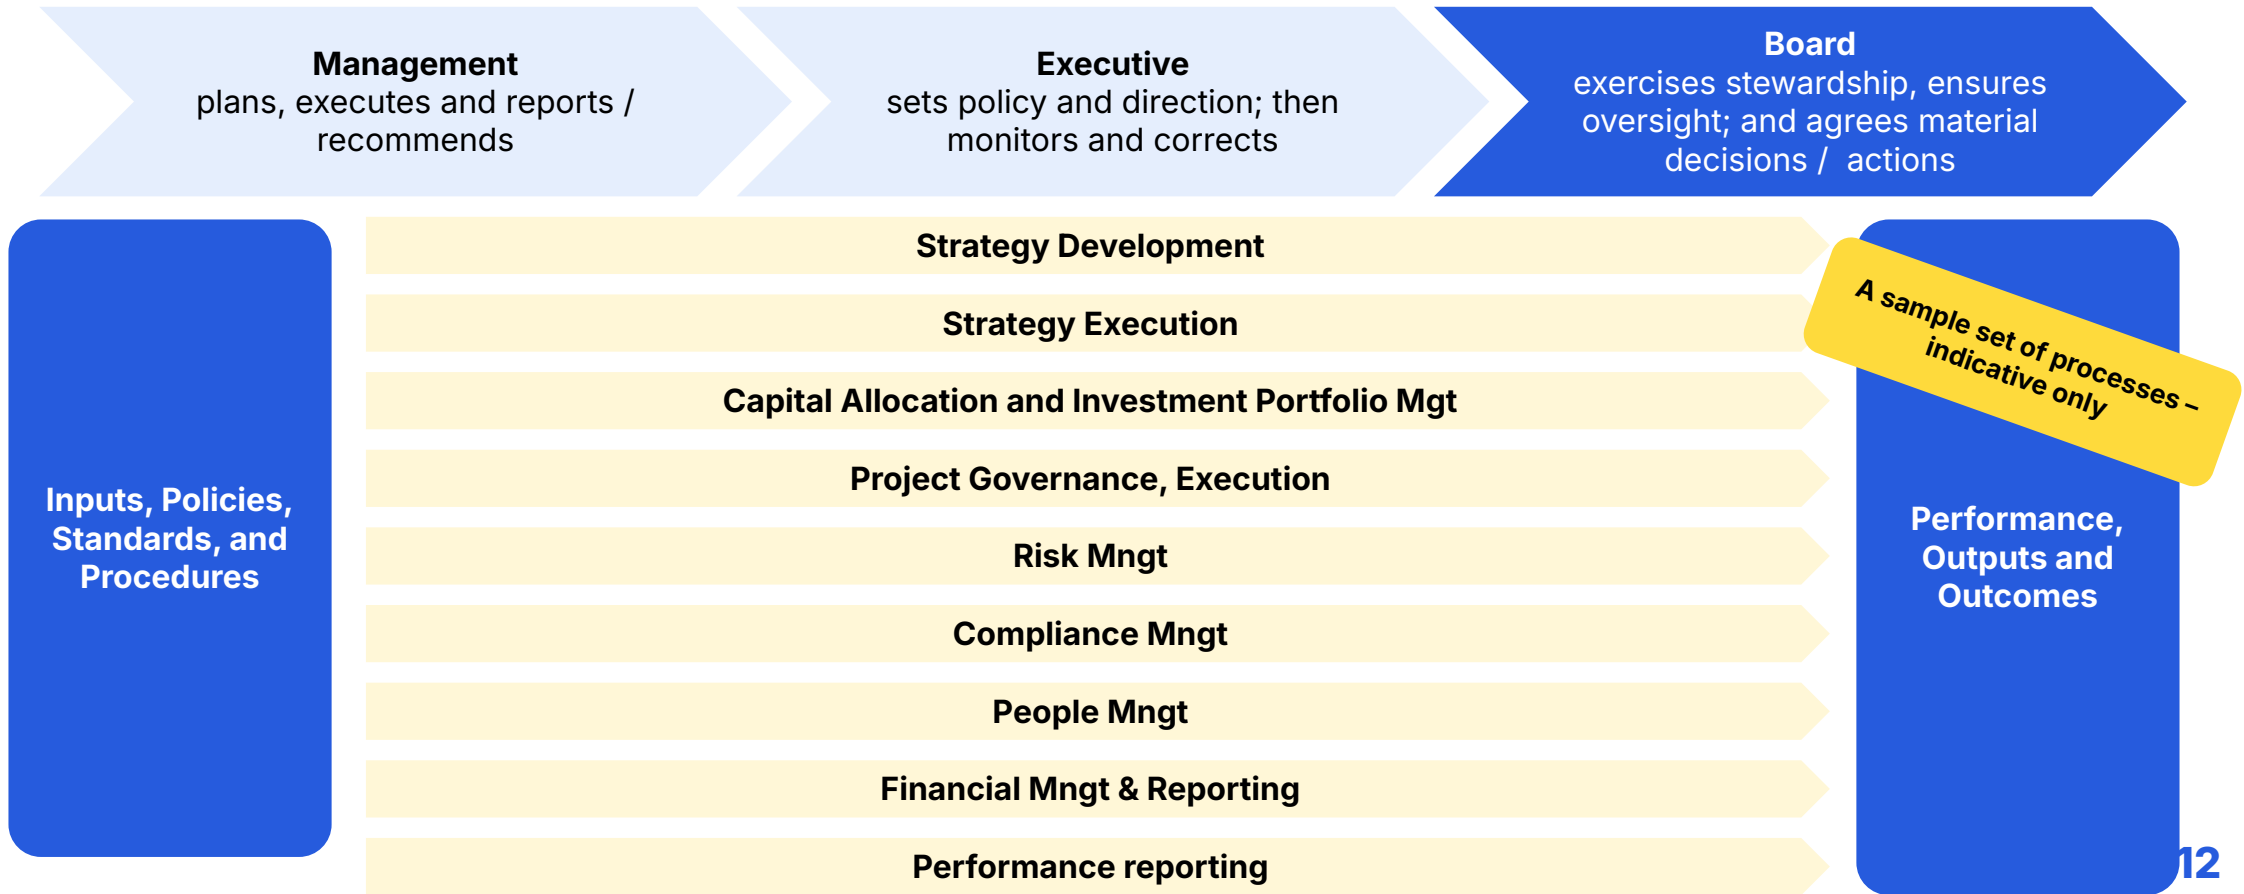 Management
plans, executes and reports /
recommends
Executive
sets policy and direction; then
monitors and corrects
Board
exercises stewardship, ensures
oversight; and agrees material
decisions /  actions
Inputs, Policies,
Standards, and
Procedures
Strategy Development
Strategy Execution
Capital Allocation and Investment Portfolio Mgt
Project Governance, Execution
Risk Mngt
Compliance Mngt
People Mngt
Financial Mngt & Reporting
Performance reporting
A sample set of processes –
indicative only
Performance,
Outputs and
Outcomes
12